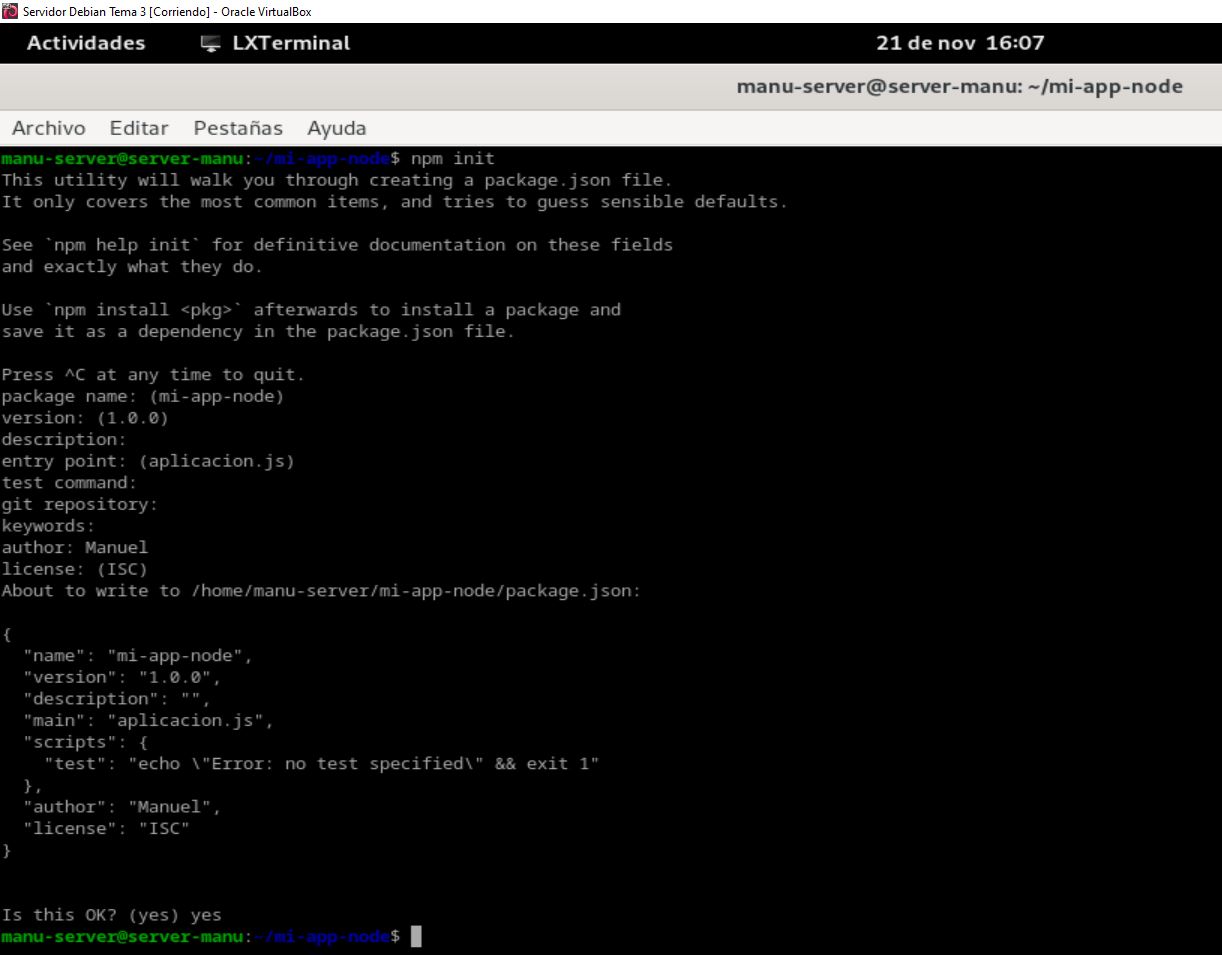 Servidor Debian Tema 3 [Corriendo] - Oracle VirtualBox
Actividades LXTerminal 21 de nov 16:07
manu-server@server-manu: ~/mi-app-node
Archivo Editar Pestañas Ayuda
manu-server@server-manu:~/mi-app-node$ npm init
This utility will walk you through creating a package.json file.
It only covers the most common items, and tries to guess sensible defaults.

See `npm help init` for definitive documentation on these fields
and exactly what they do.

Use `npm install <pkg>` afterwards to install a package and
save it as a dependency in the package.json file.

Press ^C at any time to quit.
package name: (mi-app-node)
version: (1.0.0)
description:
entry point: (aplicacion.js)
test command:
git repository:
keywords:
author: Manuel
license: (ISC)
About to write to /home/manu-server/mi-app-node/package.json:

{
  "name": "mi-app-node",
  "version": "1.0.0",
  "description": "",
  "main": "aplicacion.js",
  "scripts": {
    "test": "echo \"Error: no test specified\" && exit 1"
  },
  "author": "Manuel",
  "license": "ISC"
}

Is this OK? (yes) yes
manu-server@server-manu:~/mi-app-node$